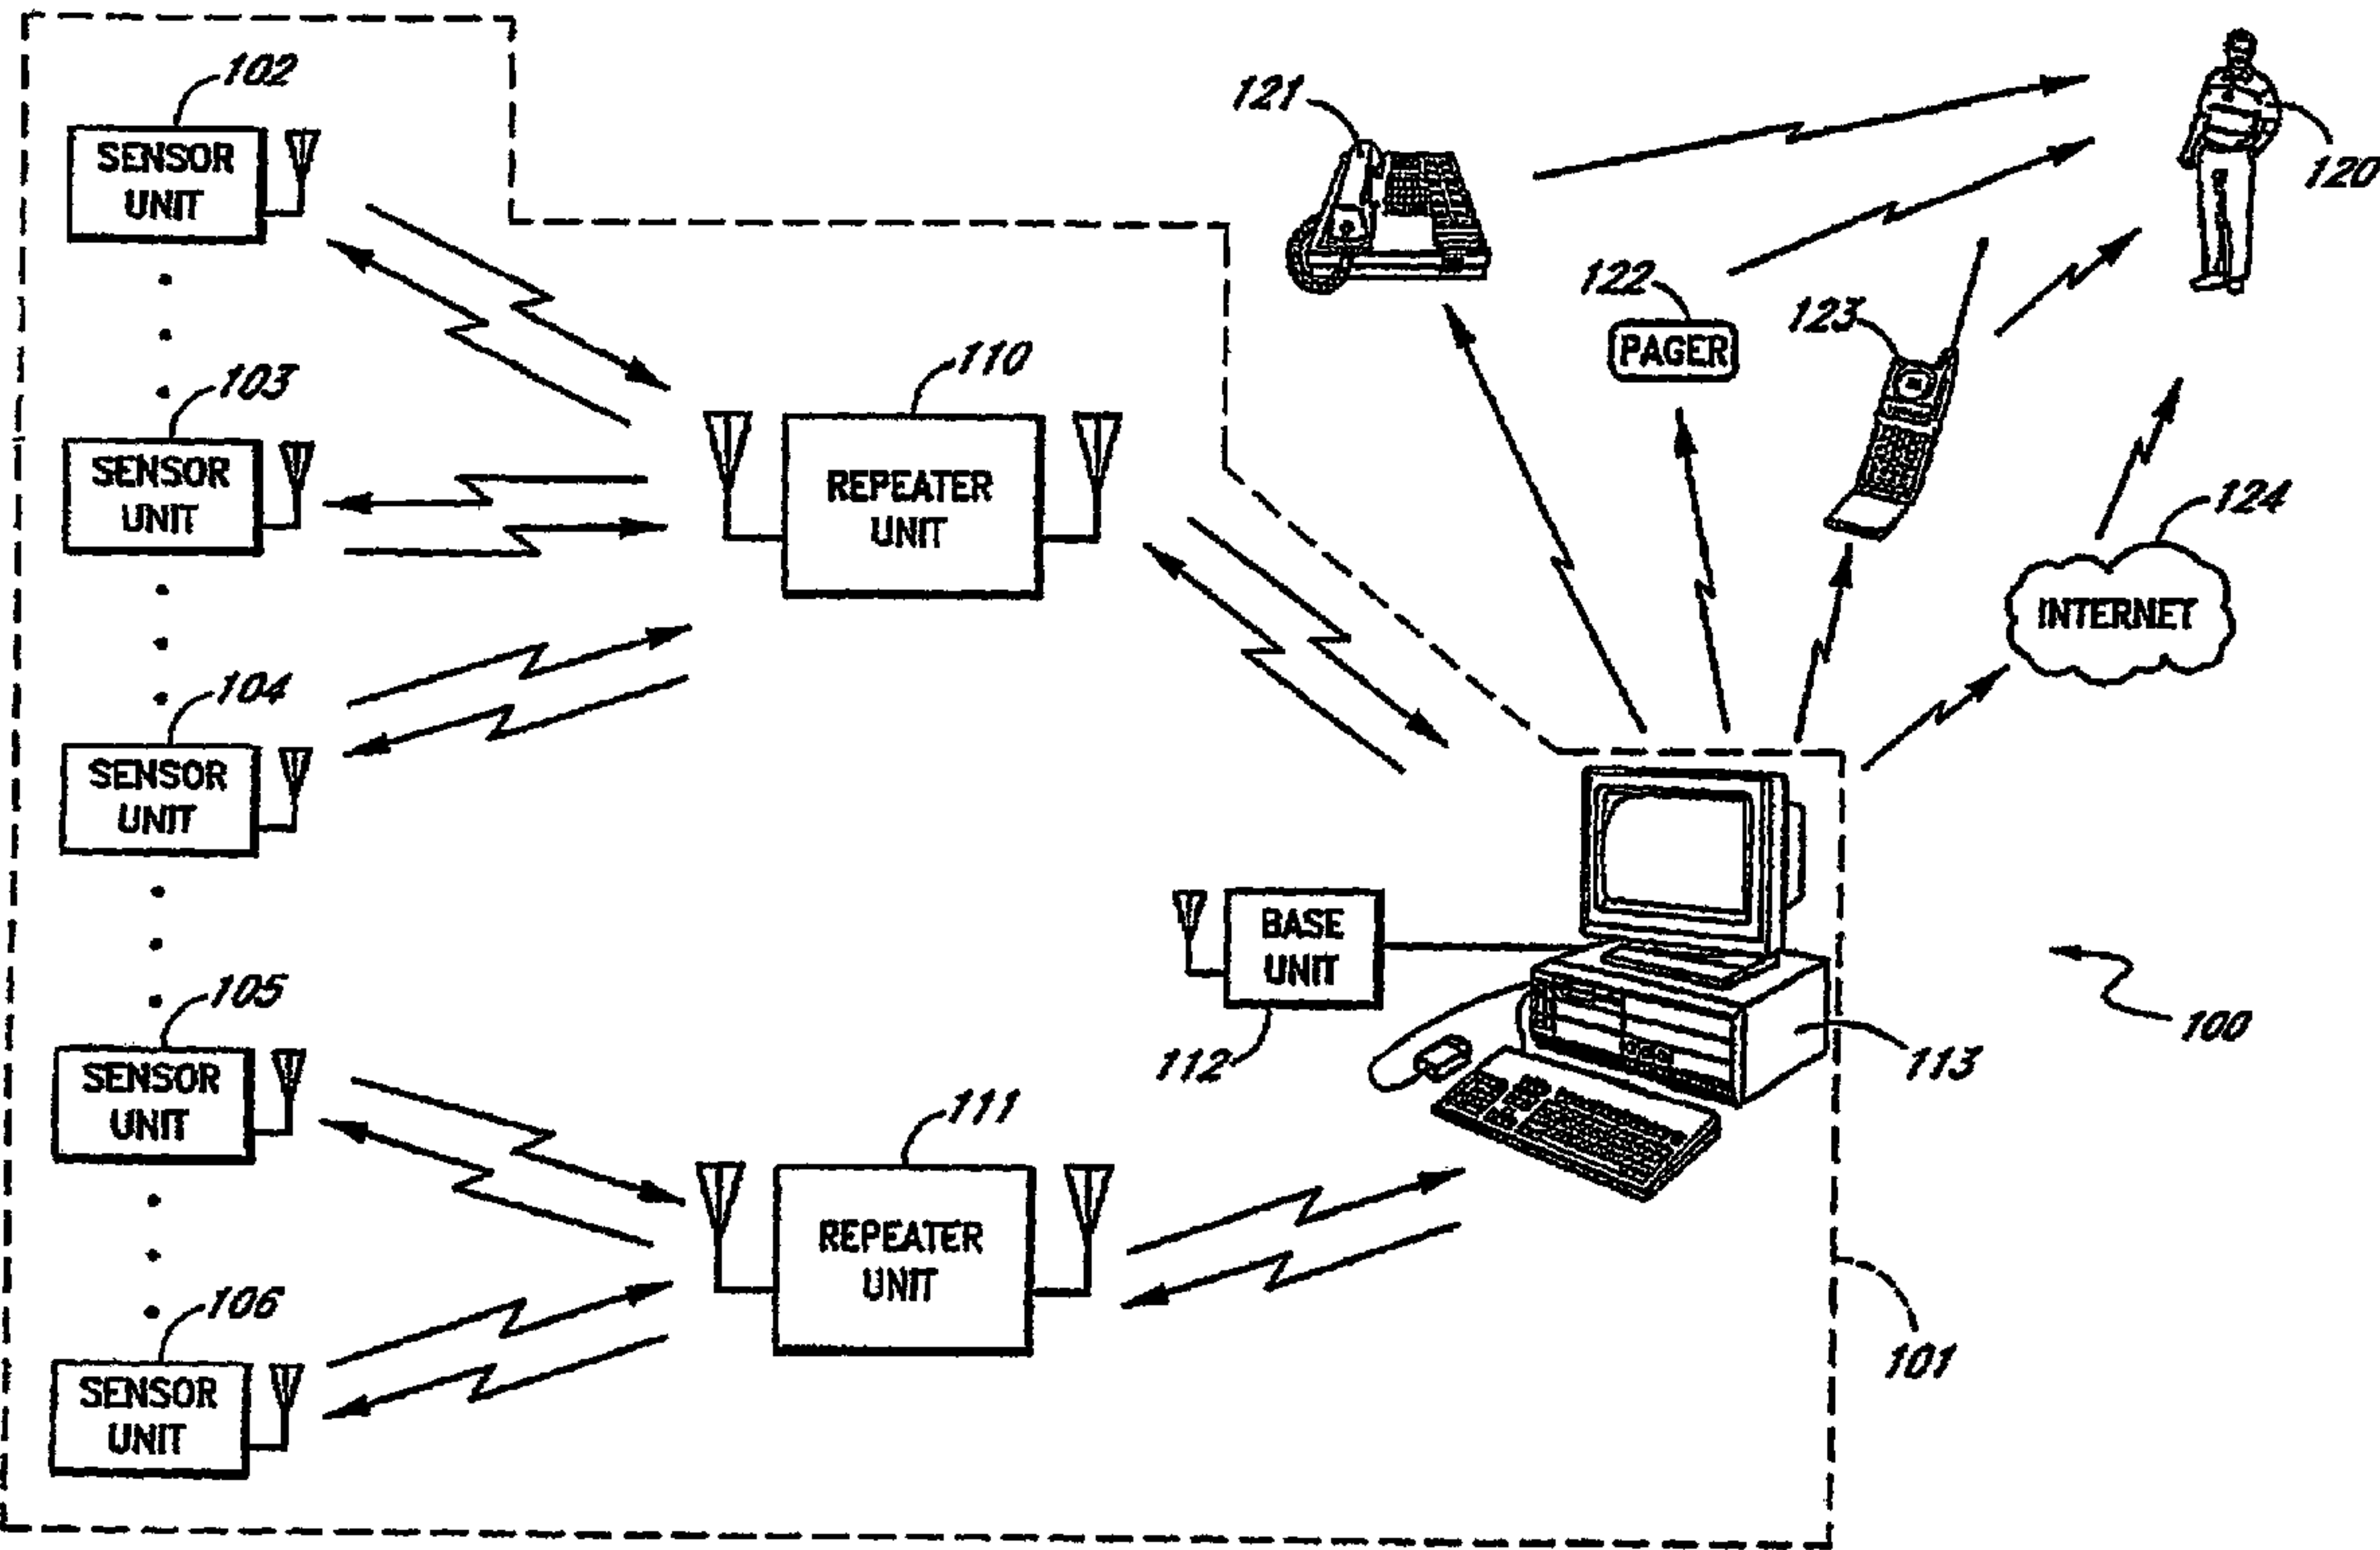 102
SENSOR
UNIT
103
SENSOR
UNIT
104
SENSOR
UNIT
105
SENSOR
UNIT
106
SENSOR
UNIT
110
REPEATER
UNIT
111
REPEATER
UNIT
112
BASE
UNIT
113
121
122
PAGER
123
124
INTERNET
120
100
101